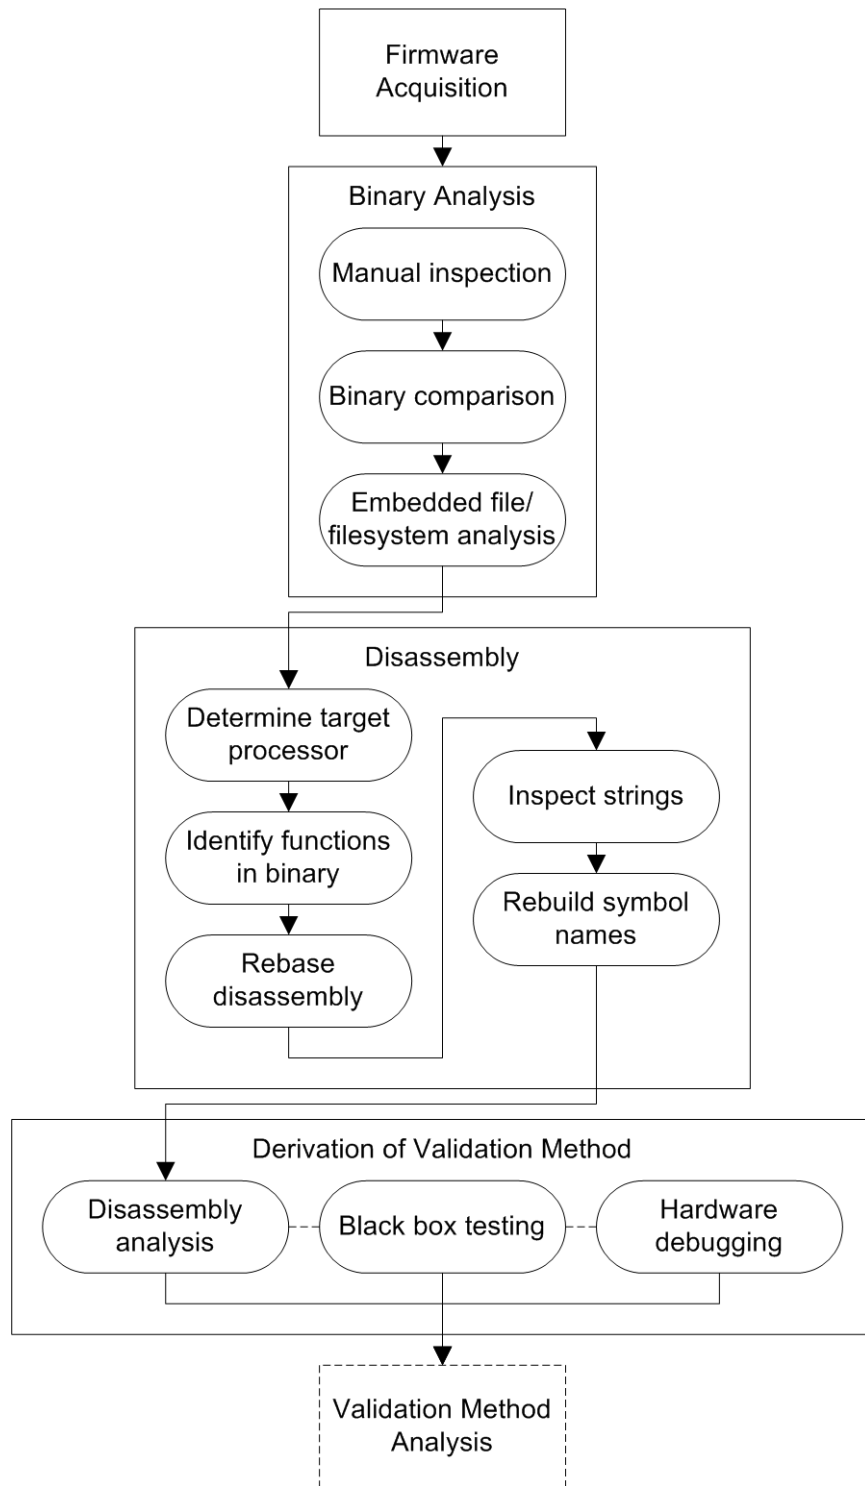 Firmware
Acquisition
Binary Analysis
Manual inspection
Binary comparison
Embedded file/
filesystem analysis
Disassembly
Determine target
processor
Identify functions
in binary
Rebase
disassembly
Inspect strings
Rebuild symbol
names
Derivation of Validation Method
Disassembly
analysis
Black box testing
Hardware
debugging
Validation Method
Analysis